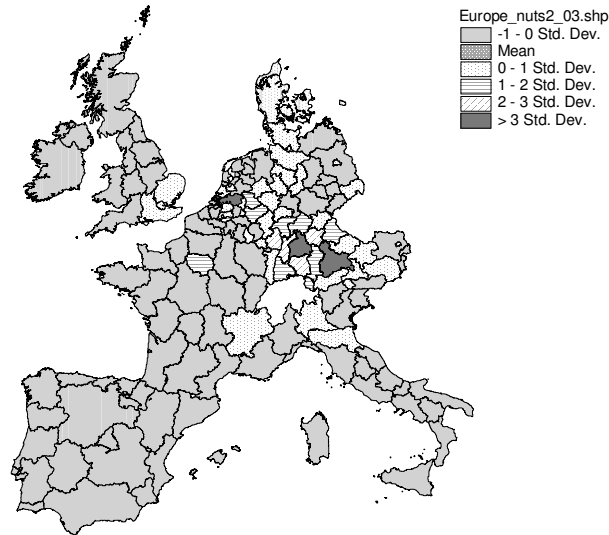 Europe_nuts2_03.shp
-1 - 0 Std. Dev.
Mean
0 - 1 Std. Dev.
1 - 2 Std. Dev.
2 - 3 Std. Dev.
> 3 Std. Dev.